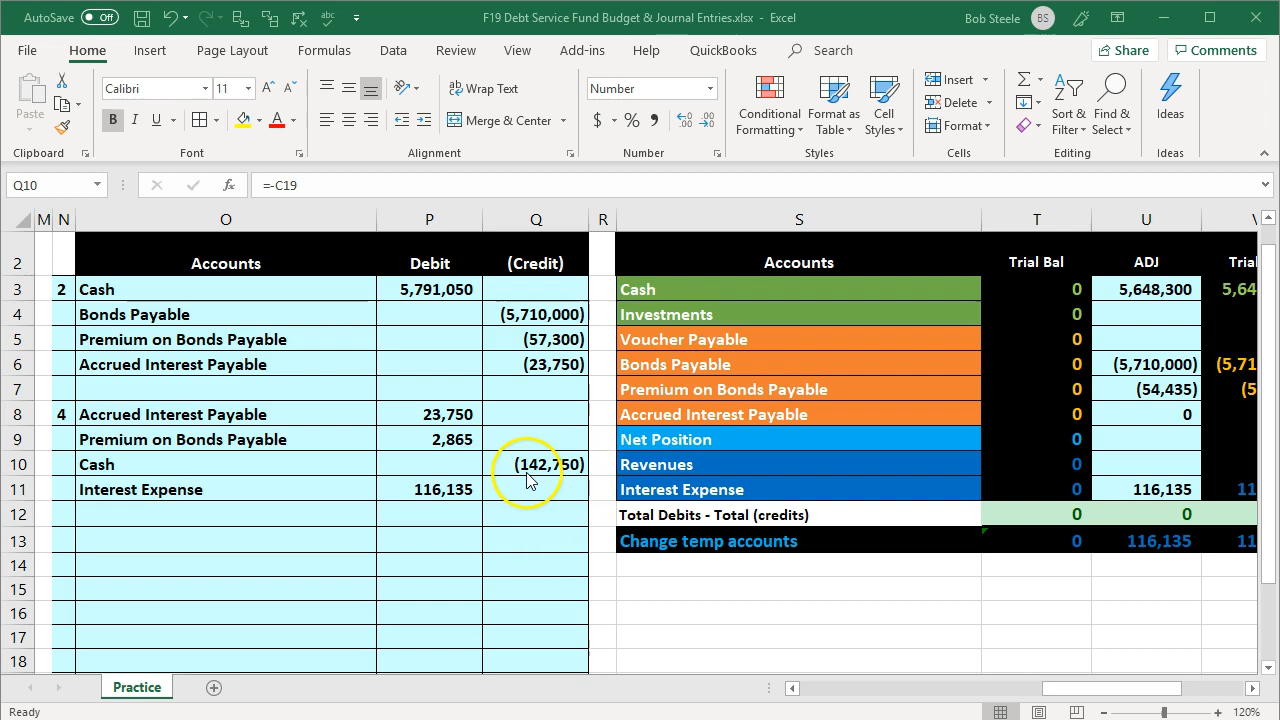 AutoSave Off F19 Debt Service Fund Budget & Journal Entries.xlsx - Excel Bob Steele BS
File Home Insert Page Layout Formulas Data Review View Add-ins Help QuickBooks Search Share Comments
Paste Calibri 11 Wrap Text Number Conditional Formatting Format as Table Cell Styles Insert Sort & Filter Find & Select Ideas
B I U A Merge & Center $ % Delete Format
Clipboard Font Alignment Number Styles Cells Editing Ideas
Q10 fx =-C19
M N O P Q R S T U V
2 Accounts Debit (Credit) Accounts Trial Bal ADJ Trial
3 2 Cash 5,791,050 Cash 0 5,648,300 5,64
4 Bonds Payable (5,710,000) Investments 0
5 Premium on Bonds Payable (57,300) Voucher Payable 0
6 Accrued Interest Payable (23,750) Bonds Payable 0 (5,710,000) (5,71
7 Premium on Bonds Payable 0 (54,435) (5
8 4 Accrued Interest Payable 23,750 Accrued Interest Payable 0 0
9 Premium on Bonds Payable 2,865 Net Position 0
10 Cash (142,750) Revenues 0
11 Interest Expense 116,135 Interest Expense 0 116,135 11
12 Total Debits - Total (credits) 0 0
13 Change temp accounts 0 116,135 11
14
15
16
17
18
Practice
Ready 120%